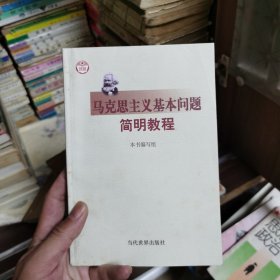 马克思主义基本问题
简明教程
本书编写组
当代世界出版社